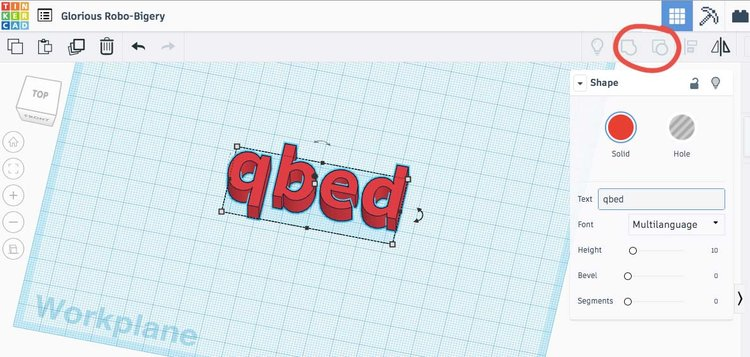 TIN
KER
CAD
Glorious Robo-Bigery
TOP
FRONT
qbed
Workplane
Shape
Solid
Hole
Text
qbed
Font
Multilanguage
Height
10
Bevel
0
Segments
0